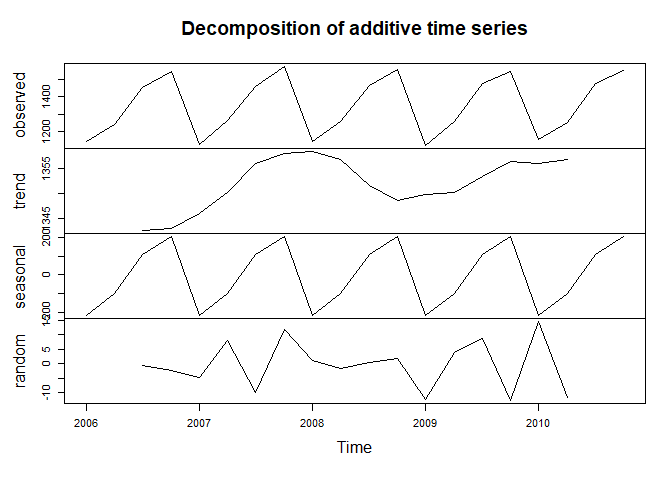 Decomposition of additive time series
observed
1200 1400
trend
1345 1355
seasonal
-200 0 200
random
-10 0 5 15
2006 2007 2008 2009 2010
Time